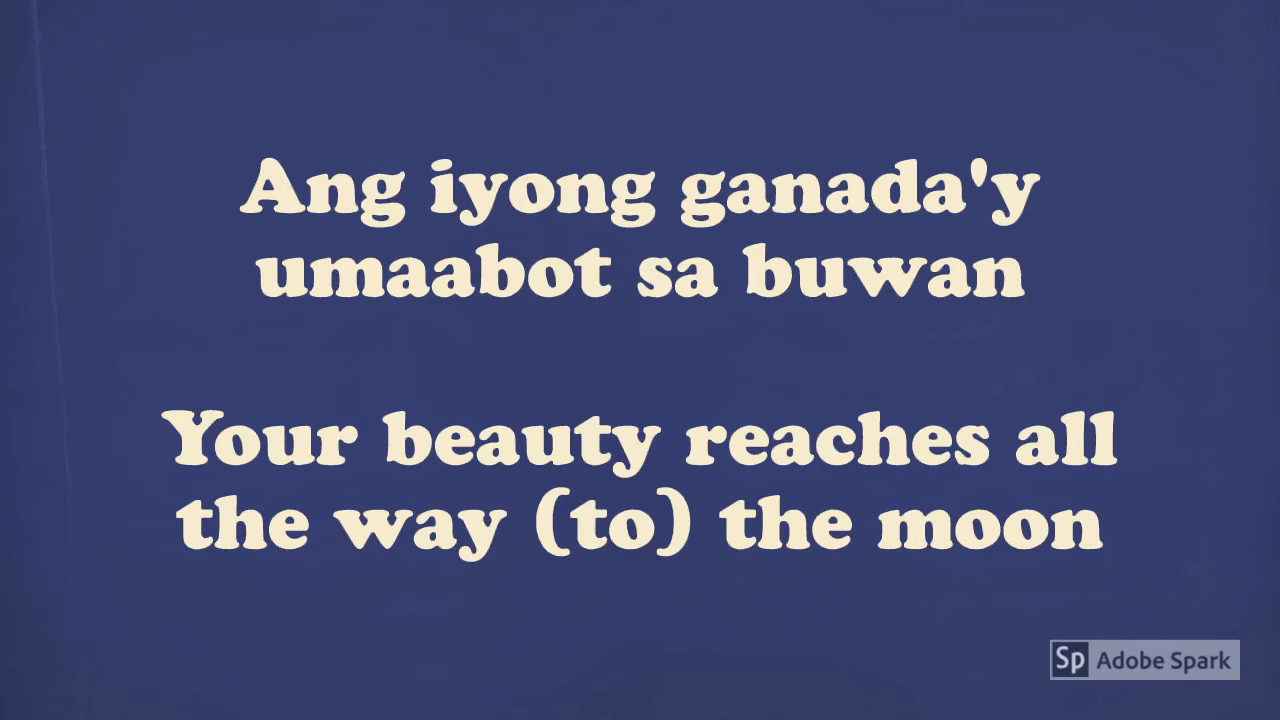 Ang iyong ganada'y
umaabot sa buwan
Your beauty reaches all
the way (to) the moon
Sp Adobe Spark